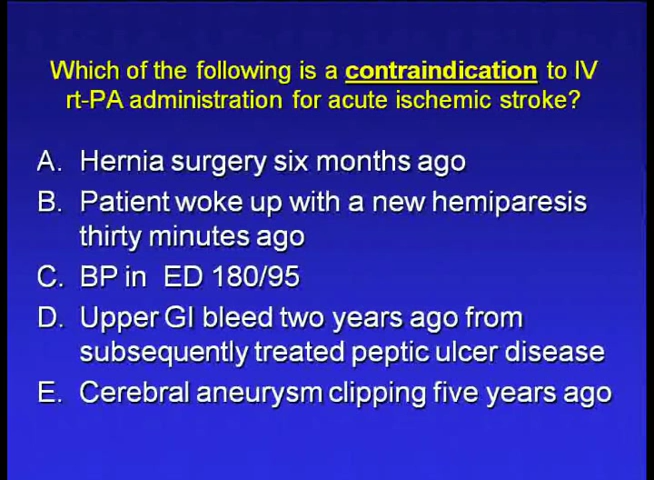 Which of the following is a contraindication to IV
rt-PA administration for acute ischemic stroke?
A. Hernia surgery six months ago
B. Patient woke up with a new hemiparesis
thirty minutes ago
C. BP in ED 180/95
D. Upper GI bleed two years ago from
subsequently treated peptic ulcer disease
E. Cerebral aneurysm clipping five years ago